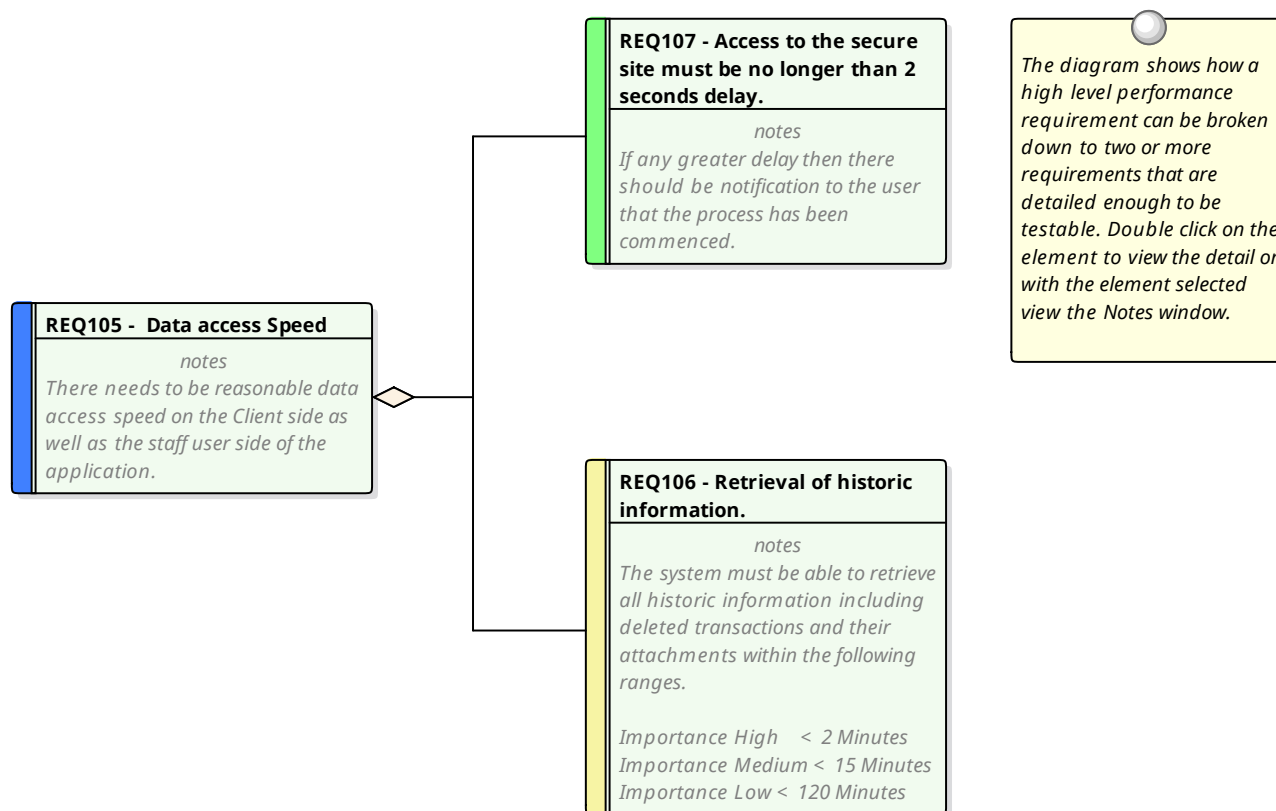 REQ107 - Access to the secure
site must be no longer than 2
seconds delay.
notes
If any greater delay then there
should be notification to the user
that the process has been
commenced.
The diagram shows how a
high level performance
requirement can be broken
down to two or more
requirements that are
detailed enough to be
testable. Double click on the
element to view the detail or
with the element selected
view the Notes window.
REQ105 - Data access Speed
notes
There needs to be reasonable data
access speed on the Client side as
well as the staff user side of the
application.
REQ106 - Retrieval of historic
information.
notes
The system must be able to retrieve
all historic information including
deleted transactions and their
attachments within the following
ranges.
Importance High < 2 Minutes
Importance Medium < 15 Minutes
Importance Low < 120 Minutes